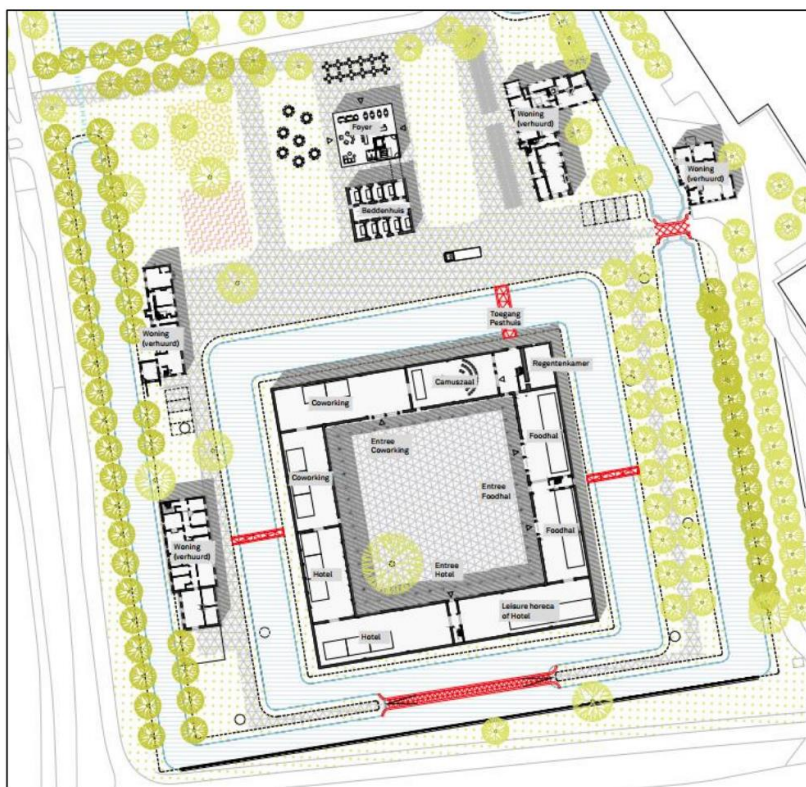 Foyer
Woning
(verhuurd)
Woning
(verhuurd)
Beddenhuis
Toegang
Pesthuis
Woning
(verhuurd)
Regentenkamer
Camuszaal
Coworking
Entree
Coworking
Foodhal
Coworking
Entree
Foodhal
Foodhal
Woning
(verhuurd)
Hotel
Entree
Hotel
Leisure horeca
of Hotel
Hotel